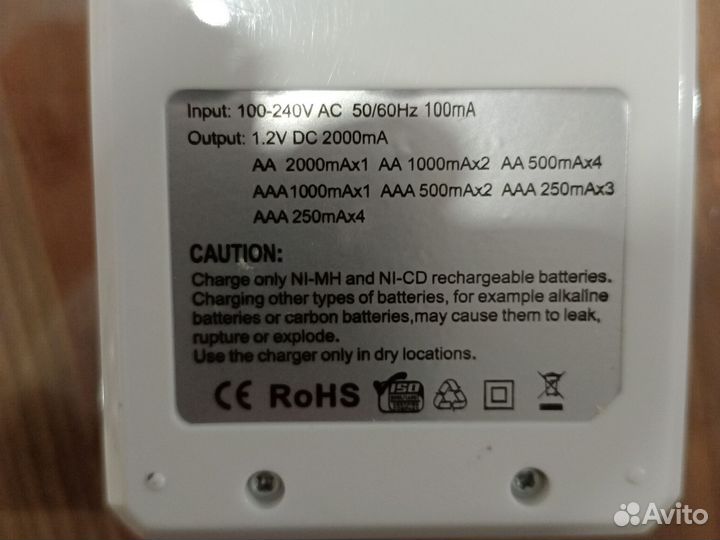 Input: 100-240V AC 50/60Hz 100mA
Output: 1.2V DC 2000mA
AA 2000mAx1 AA 1000mAx2 AA 500mAx4
AAA1000mAx1 AAA 500mAx2 AAA 250mAx3
AAA 250mAx4
CAUTION:
Charge only NI-MH and NI-CD rechargeable batteries.
Charging other types of batteries, for example alkaline
batteries or carbon batteries,may cause them to leak,
rupture or explode.
Use the charger only in dry locations.
CE RoHS ISO
Avito